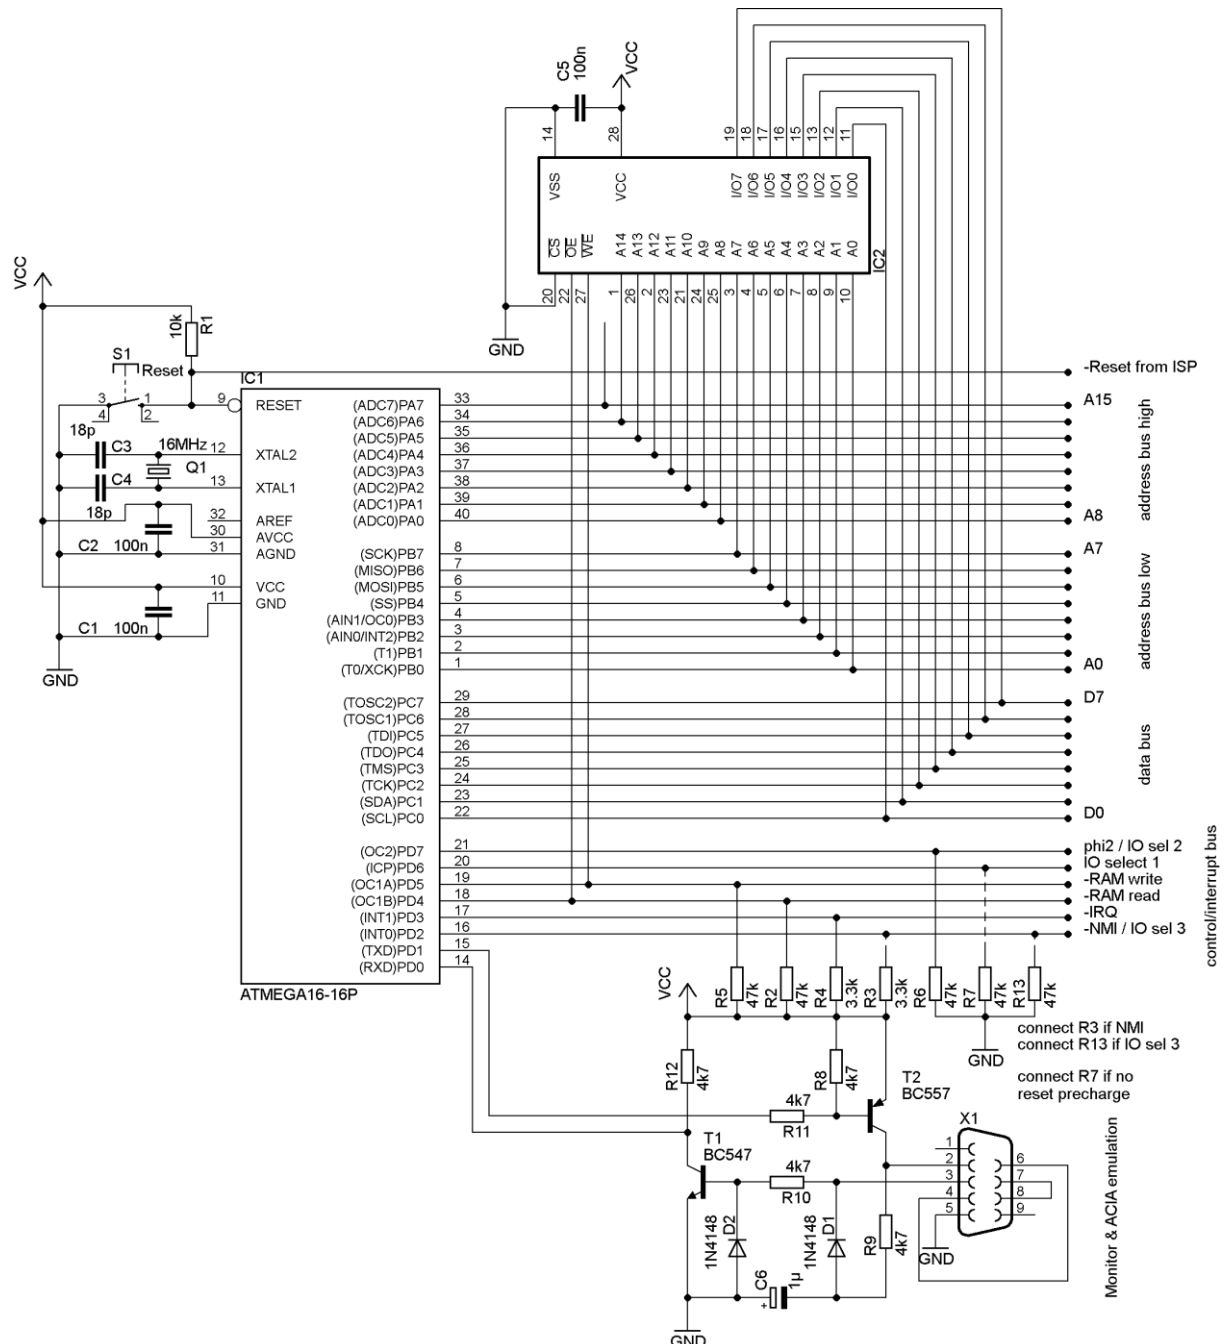 C5
100n
VCC
14
28
19
18
17
16
15
13
12
11
VSS
VCC
I/O7
I/O6
I/O5
I/O4
I/O3
I/O2
I/O1
I/O0
CS
OE
WE
A14
A13
A12
A11
A10
A9
A8
A7
A6
A5
A4
A3
A2
A1
A0
IC2
20
22
27
1
26
2
23
21
24
25
3
4
5
6
7
8
9
10
GND
VCC
10k
R1
S1
Reset
3
1
4
2
18p
C3
16MHz
Q1
C4
18p
C2
100n
C1
100n
GND
IC1
9
RESET
12
XTAL2
13
XTAL1
32
AREF
30
AVCC
31
AGND
10
VCC
11
GND
(ADC7)PA7 33
(ADC6)PA6 34
(ADC5)PA5 35
(ADC4)PA4 36
(ADC3)PA3 37
(ADC2)PA2 38
(ADC1)PA1 39
(ADC0)PA0 40
(SCK)PB7 8
(MISO)PB6 7
(MOSI)PB5 6
(SS)PB4 5
(AIN1/OC0)PB3 4
(AIN0/INT2)PB2 3
(T1)PB1 2
(T0/XCK)PB0 1
(TOSC2)PC7 29
(TOSC1)PC6 28
(TDI)PC5 27
(TDO)PC4 26
(TMS)PC3 25
(TCK)PC2 24
(SDA)PC1 23
(SCL)PC0 22
(OC2)PD7 21
(ICP)PD6 20
(OC1A)PD5 19
(OC1B)PD4 18
(INT1)PD3 17
(INT0)PD2 16
(TXD)PD1 15
(RXD)PD0 14
ATMEGA16-16P
-Reset from ISP
A15
address bus high
A8
A7
address bus low
A0
D7
data bus
D0
phi2 / IO sel 2
IO select 1
-RAM write
-RAM read
-IRQ
-NMI / IO sel 3
control/interrupt bus
VCC
R5
47k
R2
47k
R4
3.3k
R3
3.3k
R6
47k
R7
47k
R13
47k
GND
connect R3 if NMI
connect R13 if IO sel 3
connect R7 if no
reset precharge
R12
4k7
R8
4k7
T2
BC557
4k7
R11
T1
BC547
4k7
R10
D2
1N4148
D1
1N4148
R9
4k7
C6
1µ
+
GND
X1
1
2
3
4
5
6
7
8
9
GND
Monitor & ACIA emulation